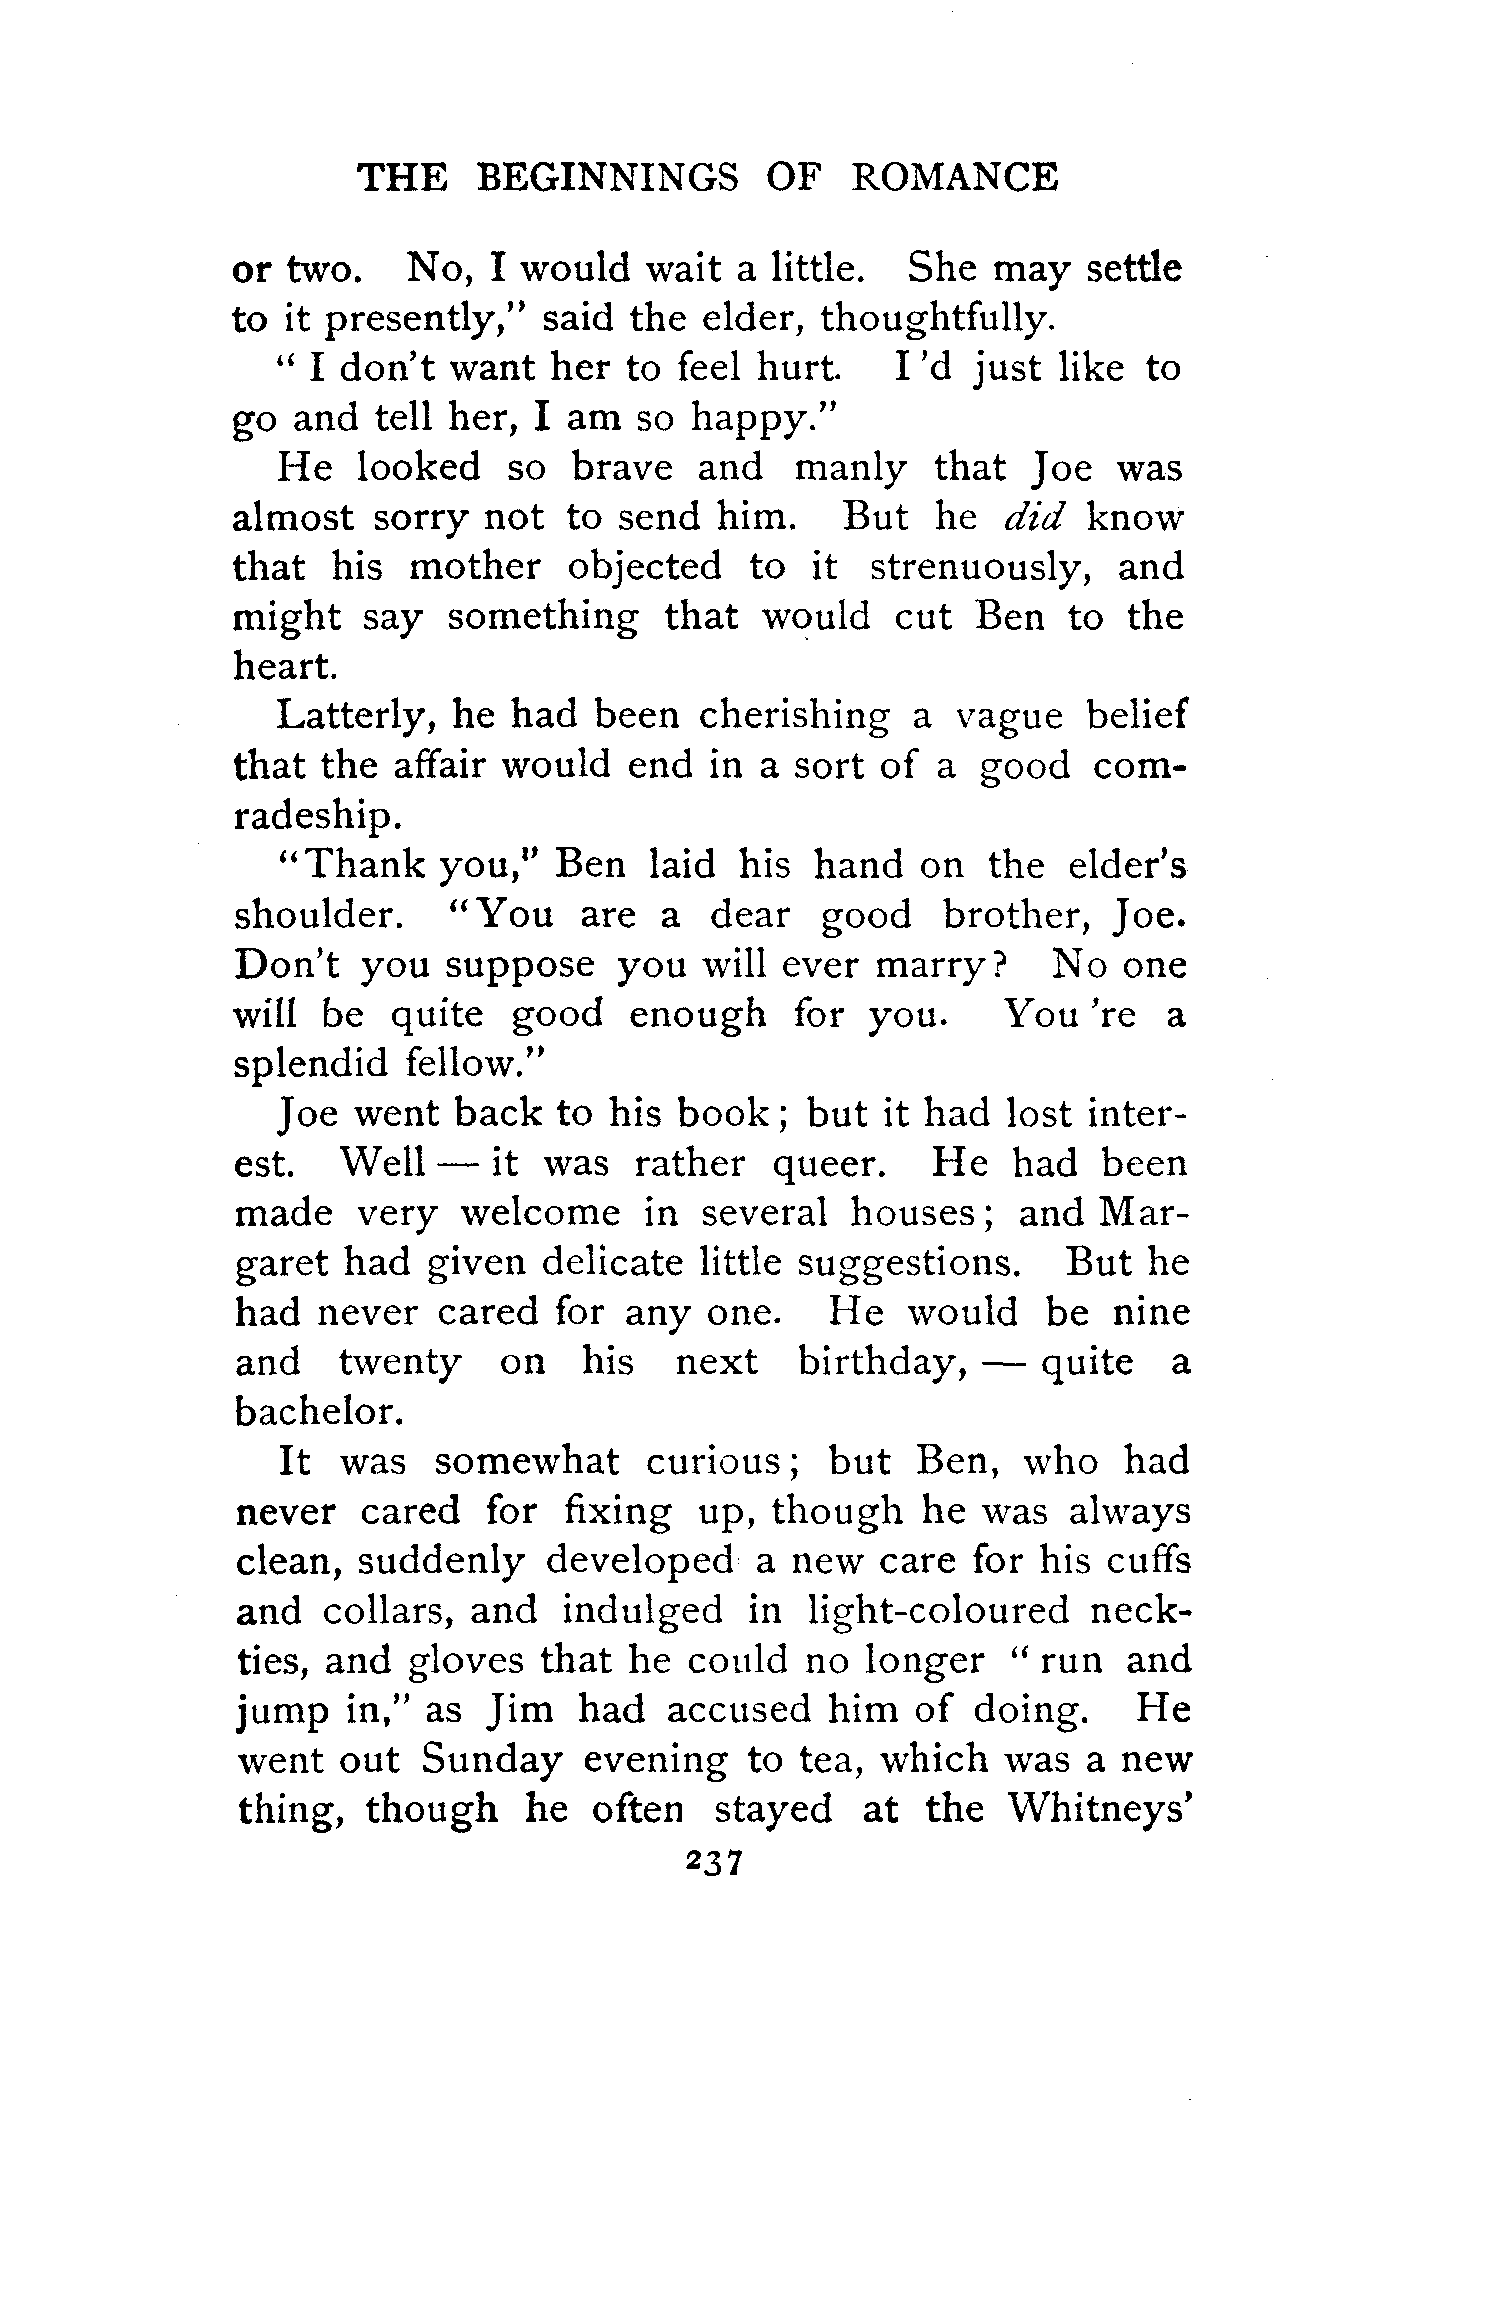 THE BEGINNINGS OF ROMANCE
or two. No, I would wait a little. She may settle
to it presently," said the elder, thoughtfully.
" I don't want her to feel hurt. I 'd just like to
go and tell her, I am so happy."
He looked so brave and manly that Joe was
almost sorry not to send him. But he did know
that his mother objected to it strenuously, and
might say something that would cut Ben to the
heart.
Latterly, he had been cherishing a vague belief
that the affair would end in a sort of a good com-
radeship.
"Thank you," Ben laid his hand on the elder's
shoulder. "You are a dear good brother, Joe.
Don't you suppose you will ever marry? No one
will be quite good enough for you. You 're a
splendid fellow."
Joe went back to his book; but it had lost inter-
est. Well — it was rather queer. He had been
made very welcome in several houses; and Mar-
garet had given delicate little suggestions. But he
had never cared for any one. He would be nine
and twenty on his next birthday, — quite a
bachelor.
It was somewhat curious; but Ben, who had
never cared for fixing up, though he was always
clean, suddenly developed a new care for his cuffs
and collars, and indulged in light-coloured neck-
ties, and gloves that he could no longer " run and
jump in," as Jim had accused him of doing. He
went out Sunday evening to tea, which was a new
thing, though he often stayed at the Whitneys'
237